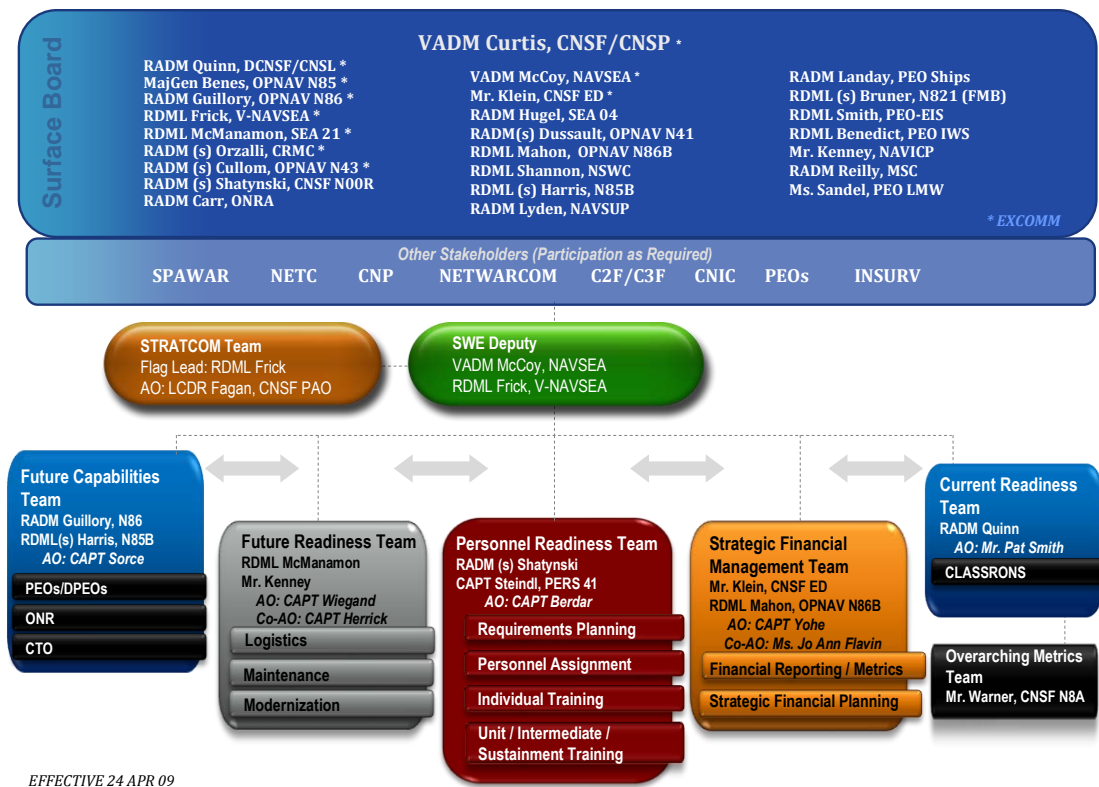 Surface Board
VADM Curtis, CNSF/CNSP *
RADM Quinn, DCNSF/CNSL *
MajGen Benes, OPNAV N85 *
RADM Guillory, OPNAV N86 *
RDML Frick, V-NAVSEA *
RDML McManamon, SEA 21 *
RADM (s) Orzalli, CRMC *
RADM (s) Cullom, OPNAV N43 *
RADM (s) Shatynski, CNSF N00R
RADM Carr, ONRA
VADM McCoy, NAVSEA *
Mr. Klein, CNSF ED *
RADM Hugel, SEA 04
RADM(s) Dussault, OPNAV N41
RDML Mahon, OPNAV N86B
RDML Shannon, NSWC
RDML (s) Harris, N85B
RADM Lyden, NAVSUP
RADM Landay, PEO Ships
RDML (s) Bruner, N821 (FMB)
RDML Smith, PEO-EIS
RDML Benedict, PEO IWS
Mr. Kenney, NAVICP
RADM Reilly, MSC
Ms. Sandel, PEO LMW
* EXCOMM
Other Stakeholders (Participation as Required)
SPAWAR NETC CNP NETWARCOM C2F/C3F CNIC PEOs INSURV
STRATCOM Team
Flag Lead: RDML Frick
AO: LCDR Fagan, CNSF PAO
SWE Deputy
VADM McCoy, NAVSEA
RDML Frick, V-NAVSEA
Future Capabilities
Team
RADM Guillory, N86
RDML(s) Harris, N85B
AO: CAPT Sorce
PEOs/DPEOs
ONR
CTO
Future Readiness Team
RDML McManamon
Mr. Kenney
AO: CAPT Wiegand
Co-AO: CAPT Herrick
Logistics
Maintenance
Modernization
Personnel Readiness Team
RADM (s) Shatynski
CAPT Steindl, PERS 41
AO: CAPT Berdar
Requirements Planning
Personnel Assignment
Individual Training
Unit / Intermediate /
Sustainment Training
Strategic Financial
Management Team
Mr. Klein, CNSF ED
RDML Mahon, OPNAV N86B
AO: CAPT Yohe
Co-AO: Ms. Jo Ann Flavin
Financial Reporting / Metrics
Strategic Financial Planning
Current Readiness
Team
RADM Quinn
AO: Mr. Pat Smith
CLASSRONS
Overarching Metrics
Team
Mr. Warner, CNSF N8A
EFFECTIVE 24 APR 09